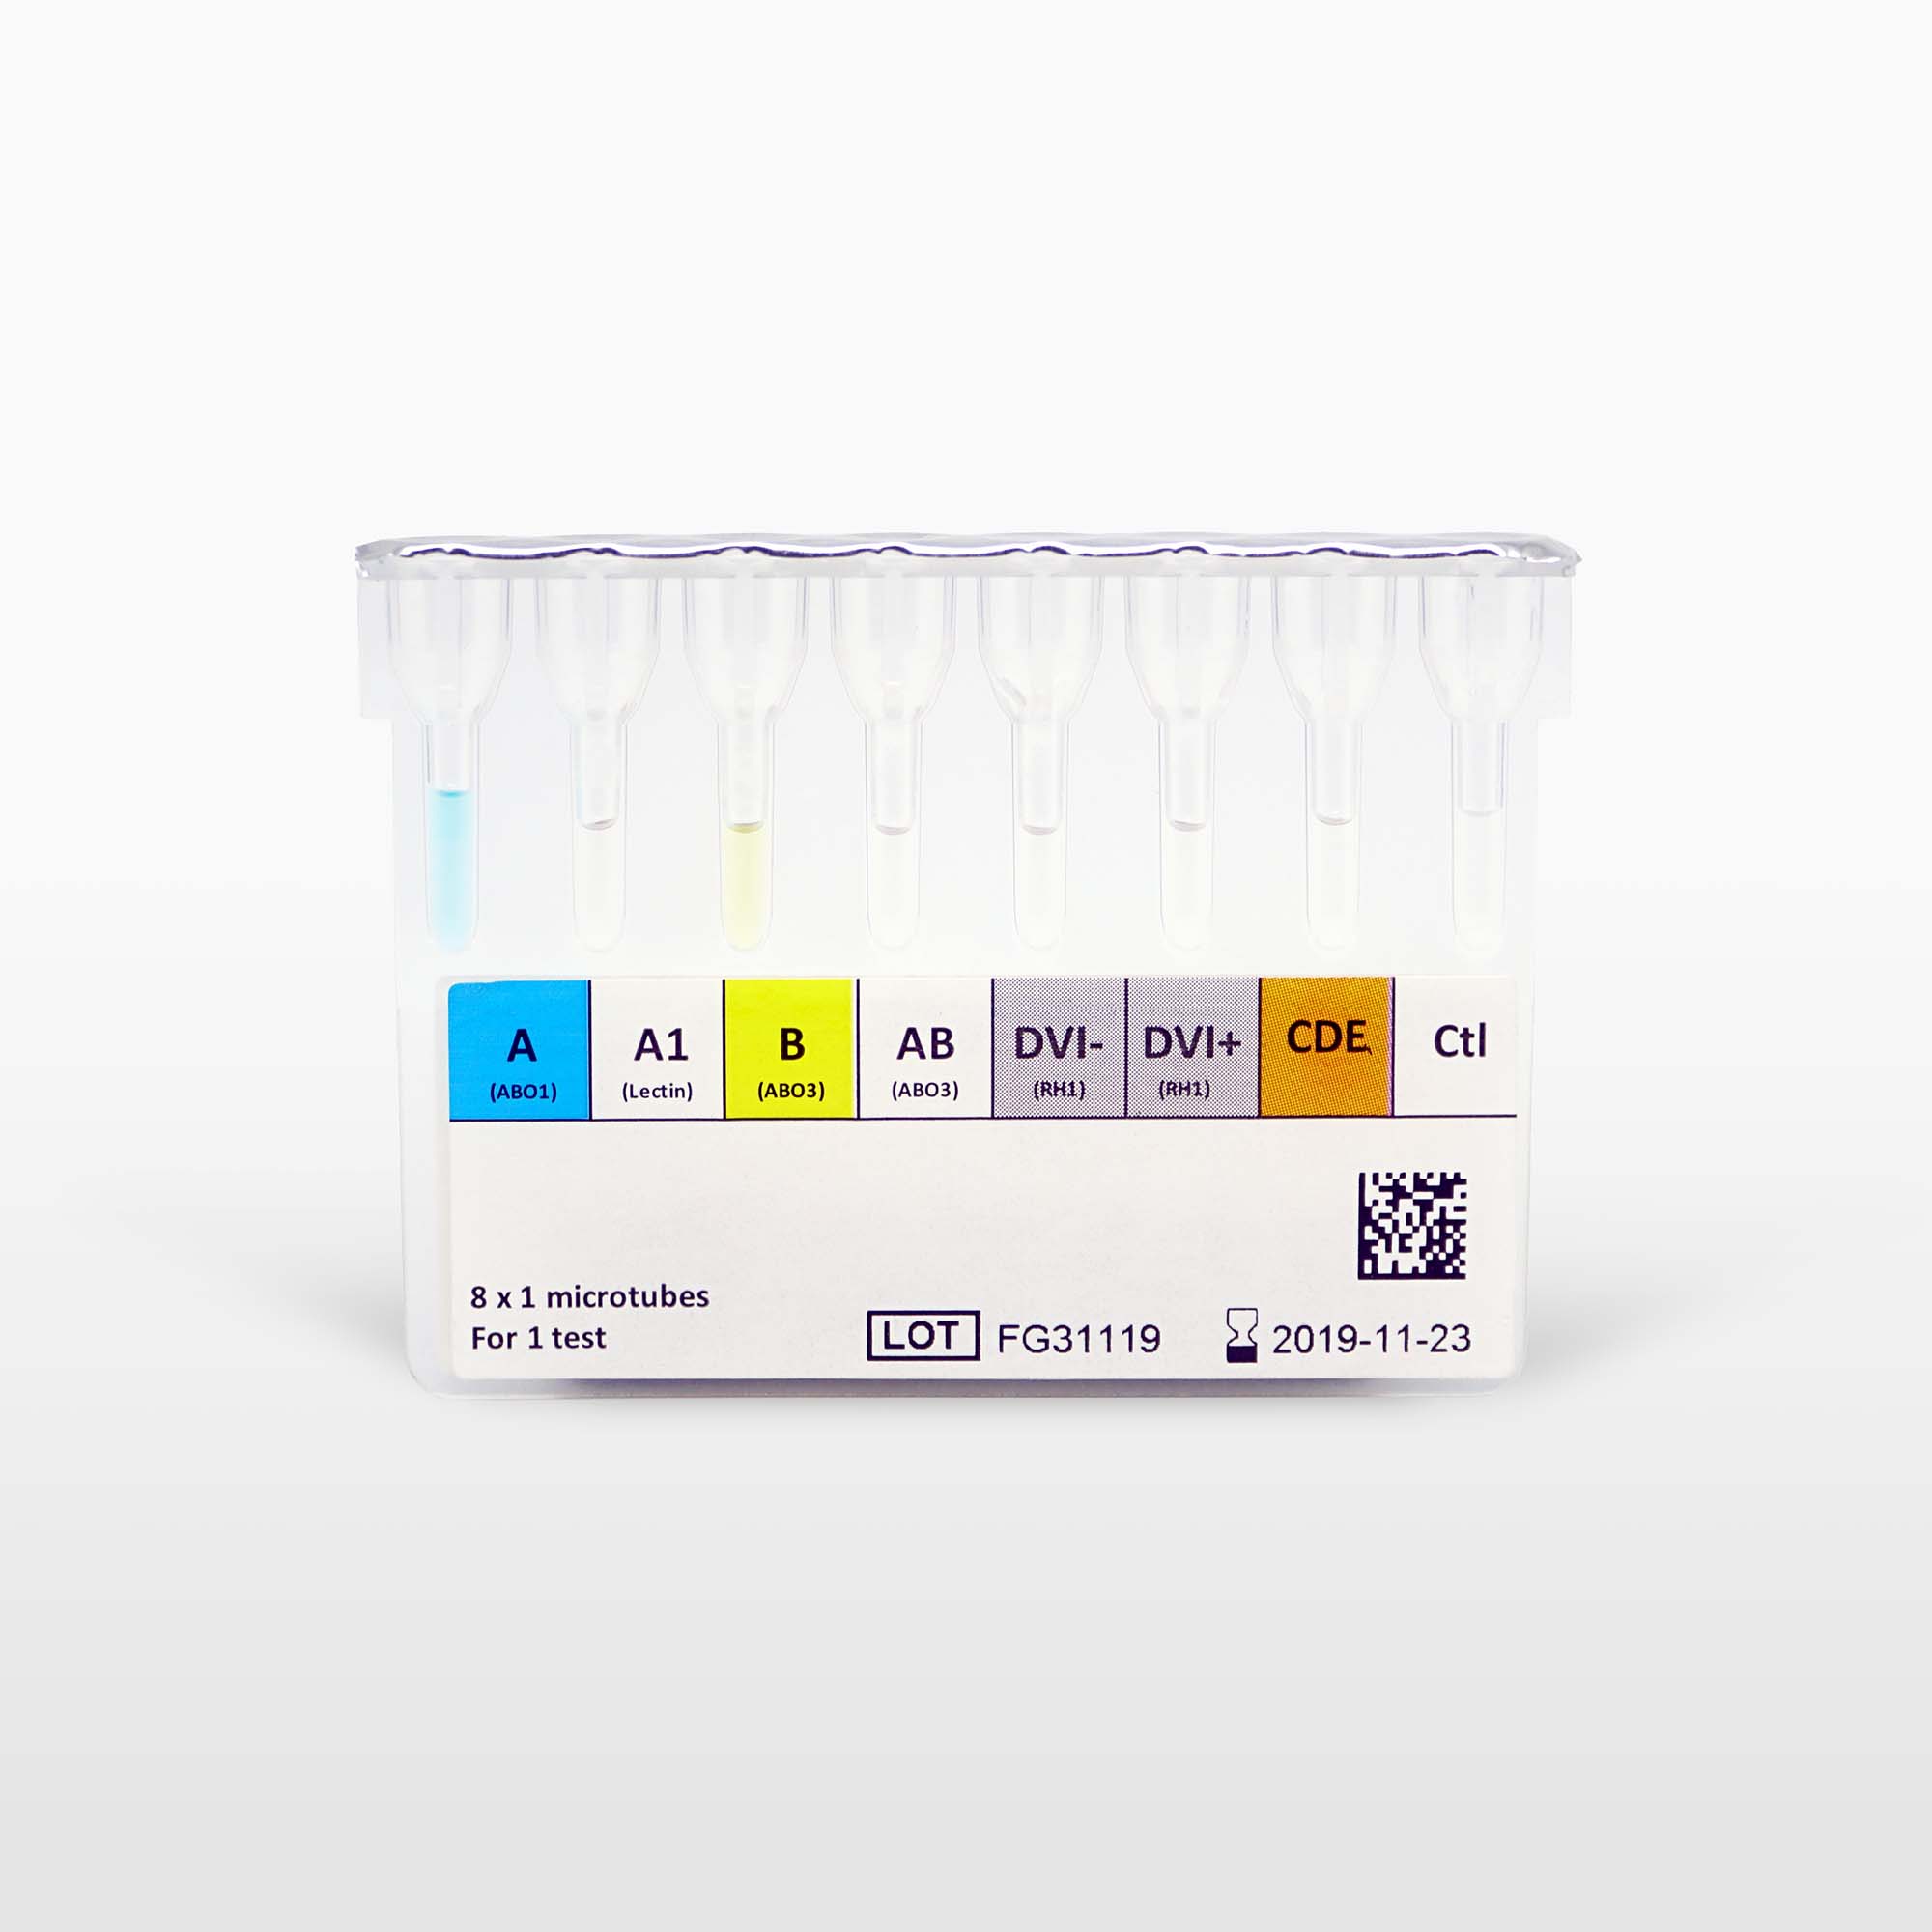 A A1 B AB DVI- DVI+ CDE Ctl
(ABO1) (Lectin) (ABO3) (ABO3) (RH1) (RH1)
8 x 1 microtubes
For 1 test
LOT FG31119 2019-11-23